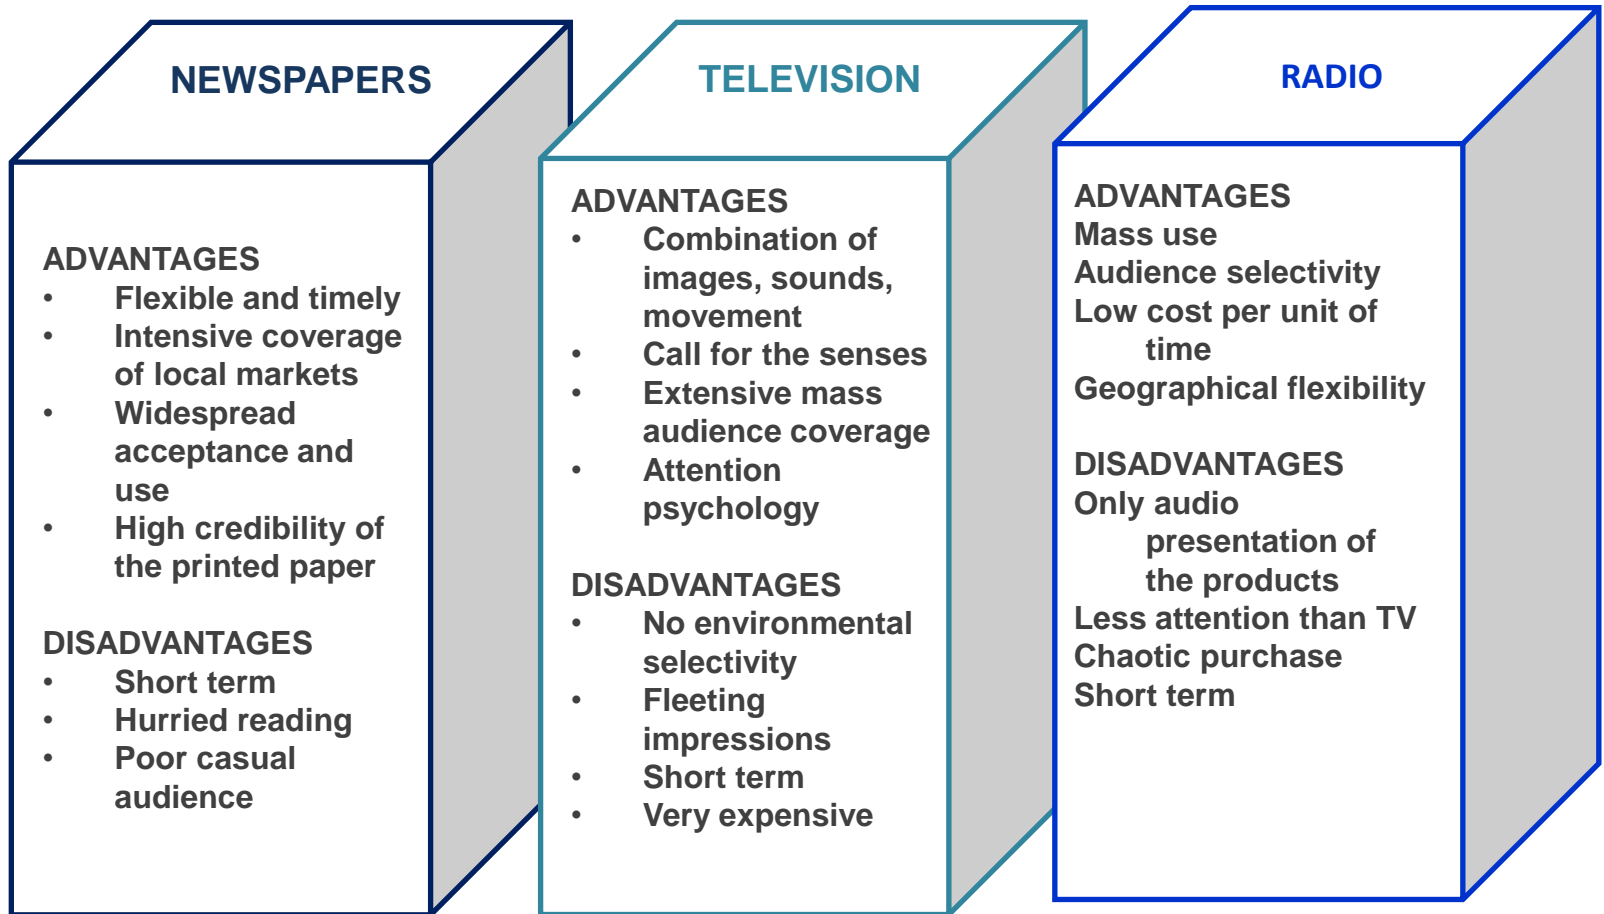 NEWSPAPERS
ADVANTAGES
• Flexible and timely
• Intensive coverage
of local markets
• Widespread
acceptance and
use
• High credibility of
the printed paper
DISADVANTAGES
• Short term
• Hurried reading
• Poor casual
audience
TELEVISION
ADVANTAGES
• Combination of
images, sounds,
movement
• Call for the senses
• Extensive mass
audience coverage
• Attention
psychology
DISADVANTAGES
• No environmental
selectivity
• Fleeting
impressions
• Short term
• Very expensive
RADIO
ADVANTAGES
Mass use
Audience selectivity
Low cost per unit of
time
Geographical flexibility
DISADVANTAGES
Only audio
presentation of
the products
Less attention than TV
Chaotic purchase
Short term